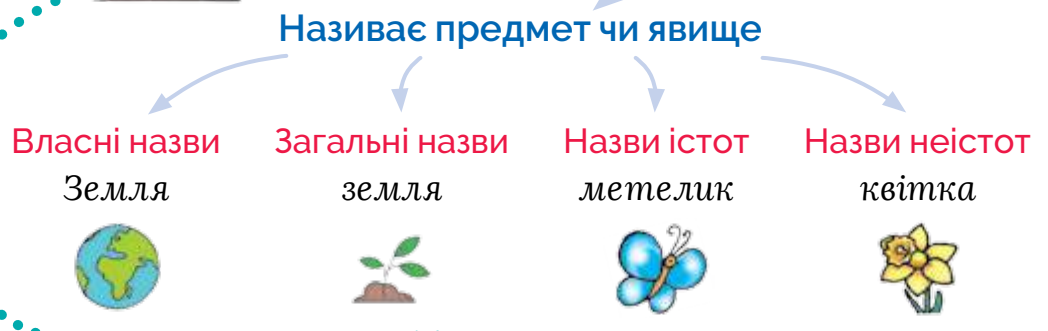 Називає предмет чи явище
Власні назви Загальні назви Назви істот Назви неістот
Земля земля метелик квітка